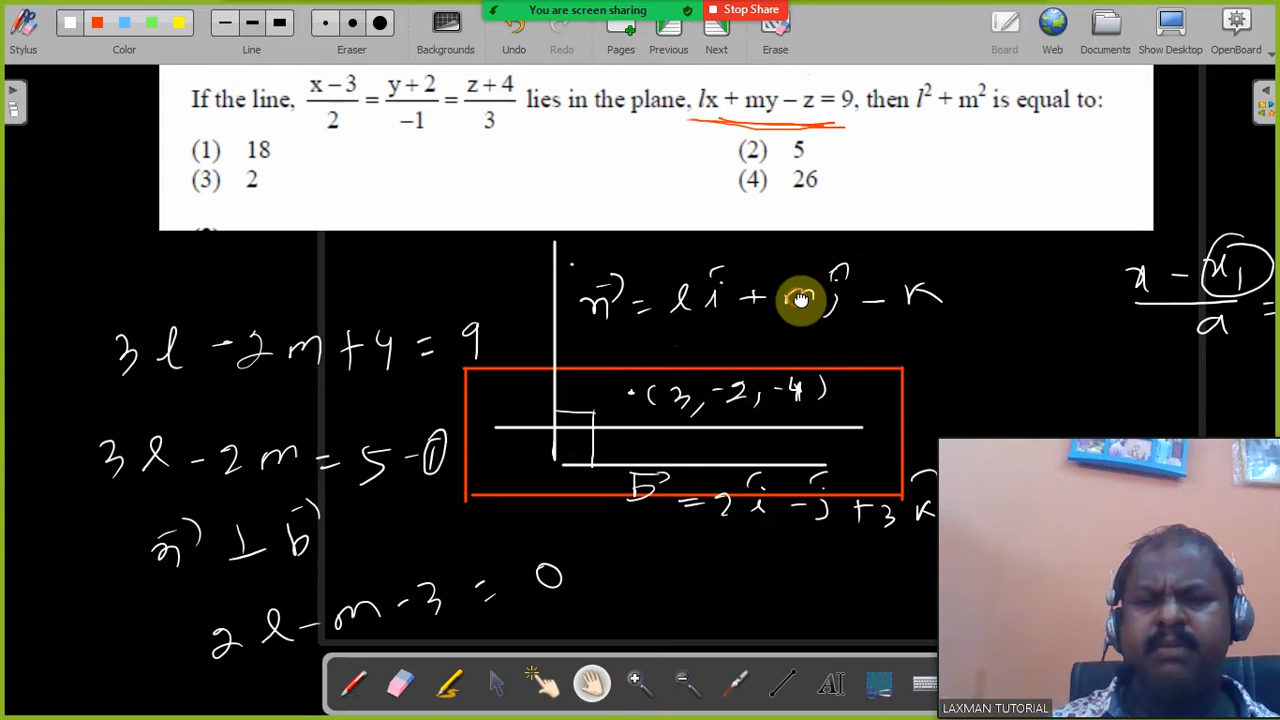 You are screen sharing
Stop Share
Stylus
Color
Line
Eraser
Backgrounds
Undo
Redo
Pages
Previous
Next
Erase
Board
Web
Documents
Show Desktop
OpenBoard
If the line, (x − 3)/2 = (y + 2)/−1 = (z + 4)/3 lies in the plane, lx + my − z = 9, then l² + m² is equal to:
(1) 18
(2) 5
(3) 2
(4) 26
n⃗ = l î + m ĵ − k
x − x₁
a =
3l − 2m + 4 = 9
·(3, −2, −4)
3l − 2m = 5 − ①
b⃗ = 2î − ĵ + 3k̂
n⃗ ⊥ b⃗
2l − m − 3 = 0
LAXMAN TUTORIAL